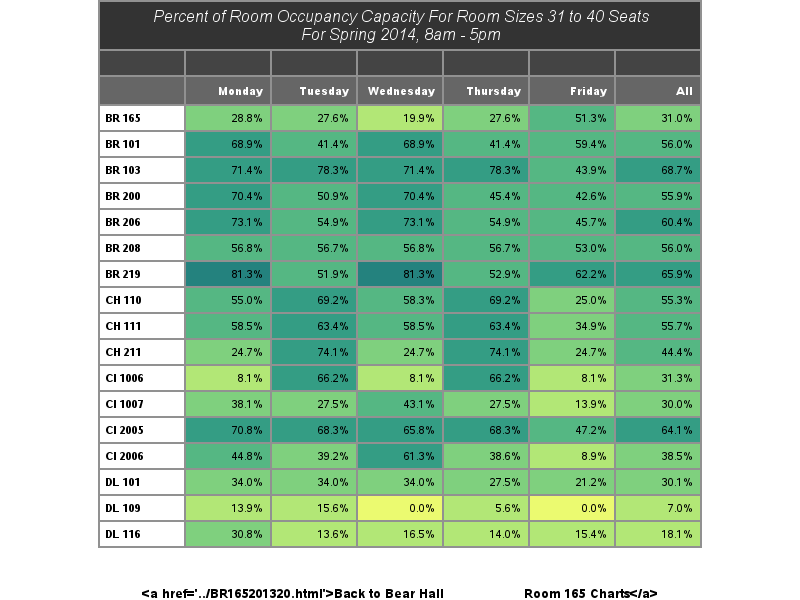 Percent of Room Occupancy Capacity For Room Sizes 31 to 40 Seats
For Spring 2014, 8am - 5pm
Monday Tuesday Wednesday Thursday Friday All
BR 165 28.8% 27.6% 19.9% 27.6% 51.3% 31.0%
BR 101 68.9% 41.4% 68.9% 41.4% 59.4% 56.0%
BR 103 71.4% 78.3% 71.4% 78.3% 43.9% 68.7%
BR 200 70.4% 50.9% 70.4% 45.4% 42.6% 55.9%
BR 206 73.1% 54.9% 73.1% 54.9% 45.7% 60.4%
BR 208 56.8% 56.7% 56.8% 56.7% 53.0% 56.0%
BR 219 81.3% 51.9% 81.3% 52.9% 62.2% 65.9%
CH 110 55.0% 69.2% 58.3% 69.2% 25.0% 55.3%
CH 111 58.5% 63.4% 58.5% 63.4% 34.9% 55.7%
CH 211 24.7% 74.1% 24.7% 74.1% 24.7% 44.4%
CI 1006 8.1% 66.2% 8.1% 66.2% 8.1% 31.3%
CI 1007 38.1% 27.5% 43.1% 27.5% 13.9% 30.0%
CI 2005 70.8% 68.3% 65.8% 68.3% 47.2% 64.1%
CI 2006 44.8% 39.2% 61.3% 38.6% 8.9% 38.5%
DL 101 34.0% 34.0% 34.0% 27.5% 21.2% 30.1%
DL 109 13.9% 15.6% 0.0% 5.6% 0.0% 7.0%
DL 116 30.8% 13.6% 16.5% 14.0% 15.4% 18.1%
<a href='../BR165201320.html'>Back to Bear Hall Room 165 Charts</a>